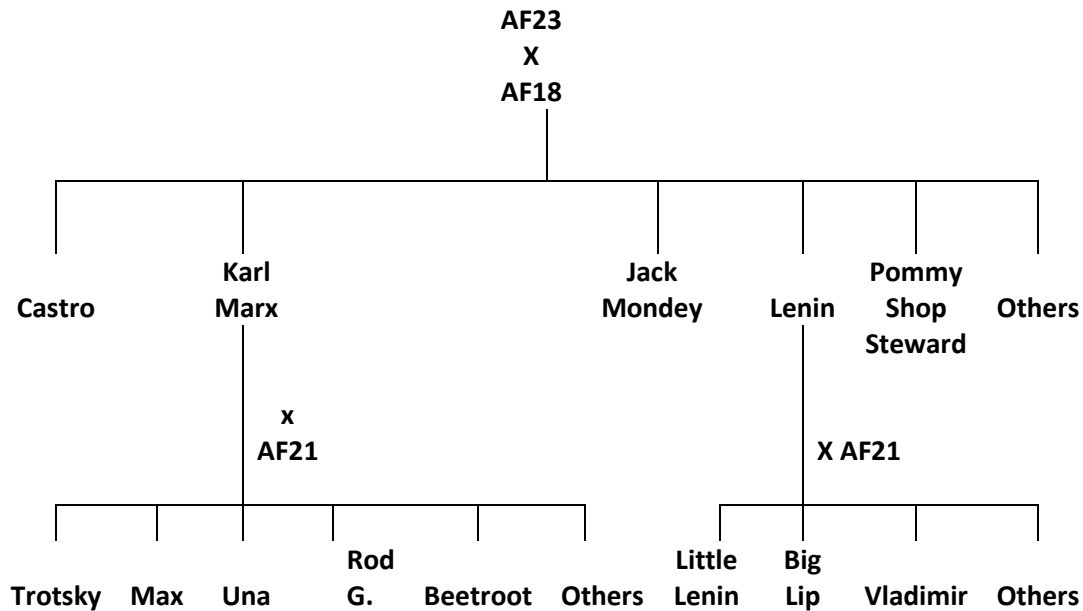 AF23
X
AF18
Castro
Karl
Marx
Jack
Mondey
Lenin
Pommy
Shop
Steward
Others
x
AF21
X AF21
Trotsky
Max
Una
Rod
G.
Beetroot
Others
Little
Lenin
Big
Lip
Vladimir
Others